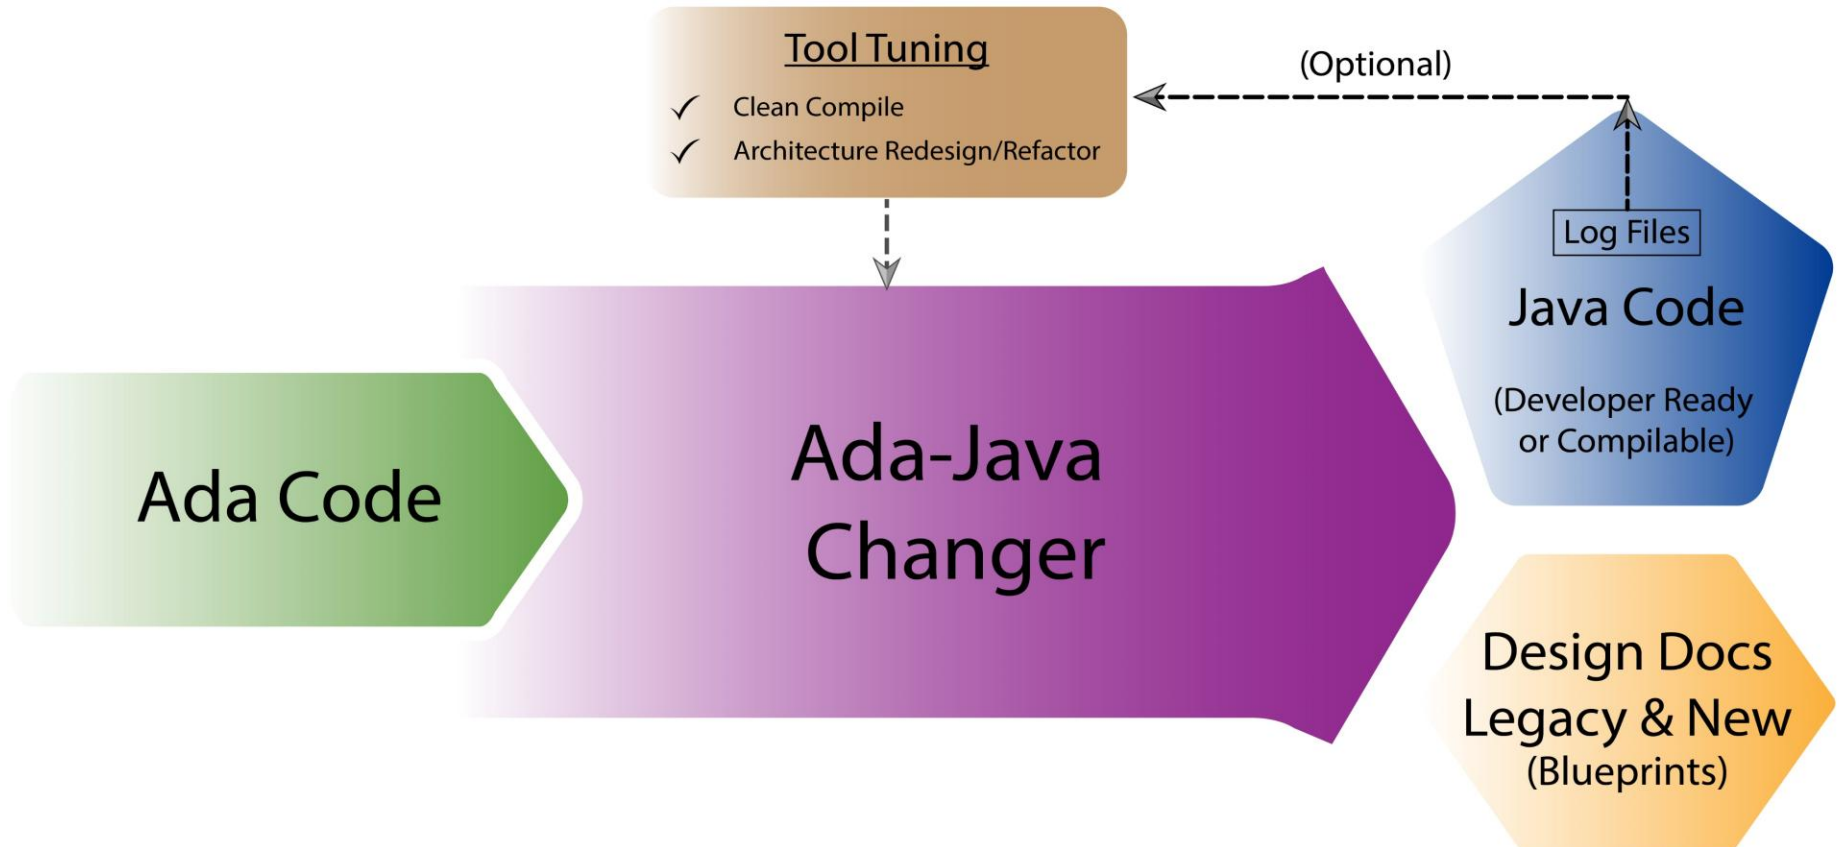 Tool Tuning
✓ Clean Compile
✓ Architecture Redesign/Refactor
(Optional)
Log Files
Java Code
(Developer Ready
or Compilable)
Ada Code
Ada-Java
Changer
Design Docs
Legacy & New
(Blueprints)